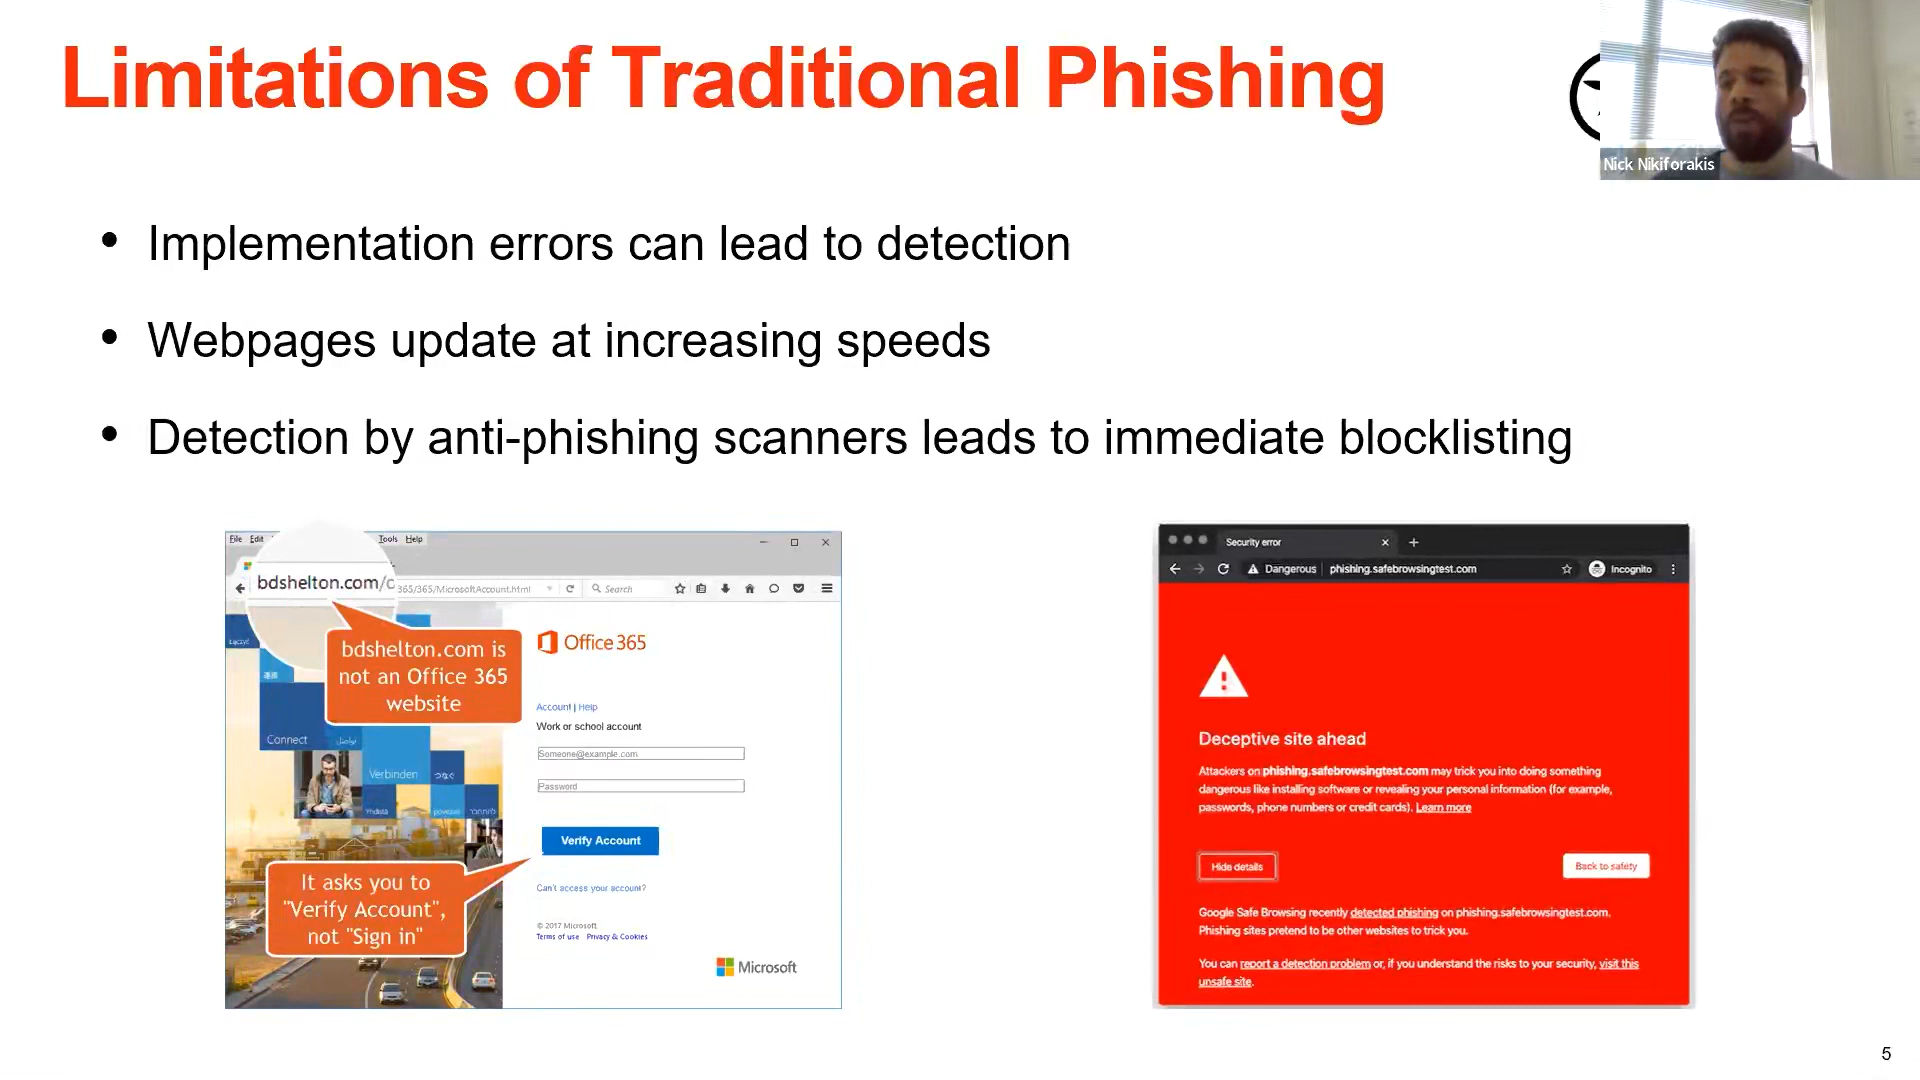 Limitations of Traditional Phishing
Nick Nikiforakis
• Implementation errors can lead to detection
• Webpages update at increasing speeds
• Detection by anti-phishing scanners leads to immediate blocklisting
File Edit Tools Help
bdshelton.com/c 365/365/MicrosoftAccount.html Search
bdshelton.com is
not an Office 365
website
Office 365
Account | Help
Work or school account
Someone@example.com
Password
Verify Account
Can't access your account?
© 2017 Microsoft
Terms of use Privacy & Cookies
Microsoft
Connect
Verbinden
Yhdistä
povezivi
It asks you to
"Verify Account",
not "Sign in"
Security error
Dangerous | phishing.safebrowsingtest.com Incognito
Deceptive site ahead
Attackers on phishing.safebrowsingtest.com may trick you into doing something
dangerous like installing software or revealing your personal information (for example,
passwords, phone numbers or credit cards). Learn more
Hide details
Back to safety
Google Safe Browsing recently detected phishing on phishing.safebrowsingtest.com.
Phishing sites pretend to be other websites to trick you.
You can report a detection problem or, if you understand the risks to your security, visit this
unsafe site.
5